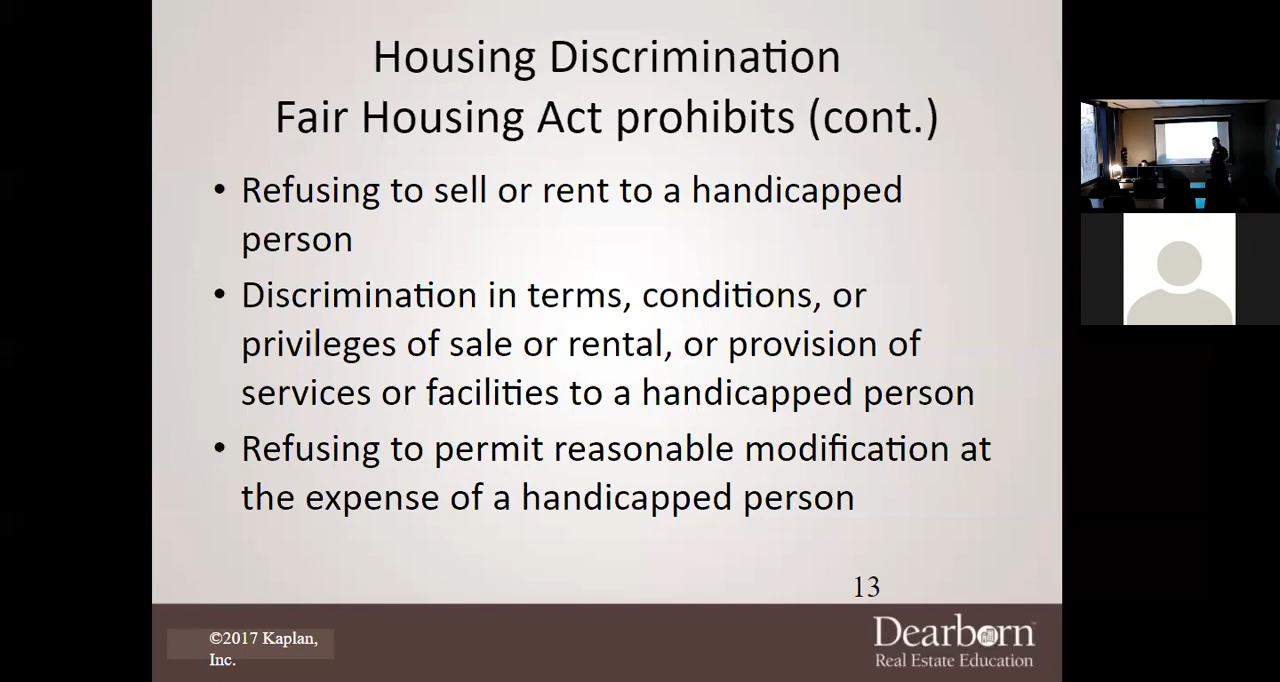 Housing Discrimination
Fair Housing Act prohibits (cont.)
• Refusing to sell or rent to a handicapped
person
• Discrimination in terms, conditions, or
privileges of sale or rental, or provision of
services or facilities to a handicapped person
• Refusing to permit reasonable modification at
the expense of a handicapped person
13
©2017 Kaplan,
Inc.
Dearborn
Real Estate Education